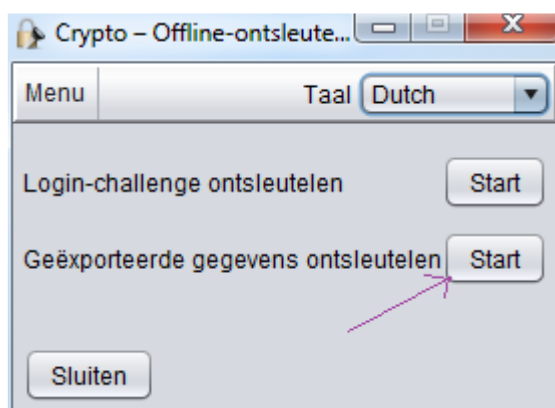 Crypto – Offline-ontsleute...
Menu Taal Dutch
Login-challenge ontsleutelen Start
Geëxporteerde gegevens ontsleutelen Start
Sluiten